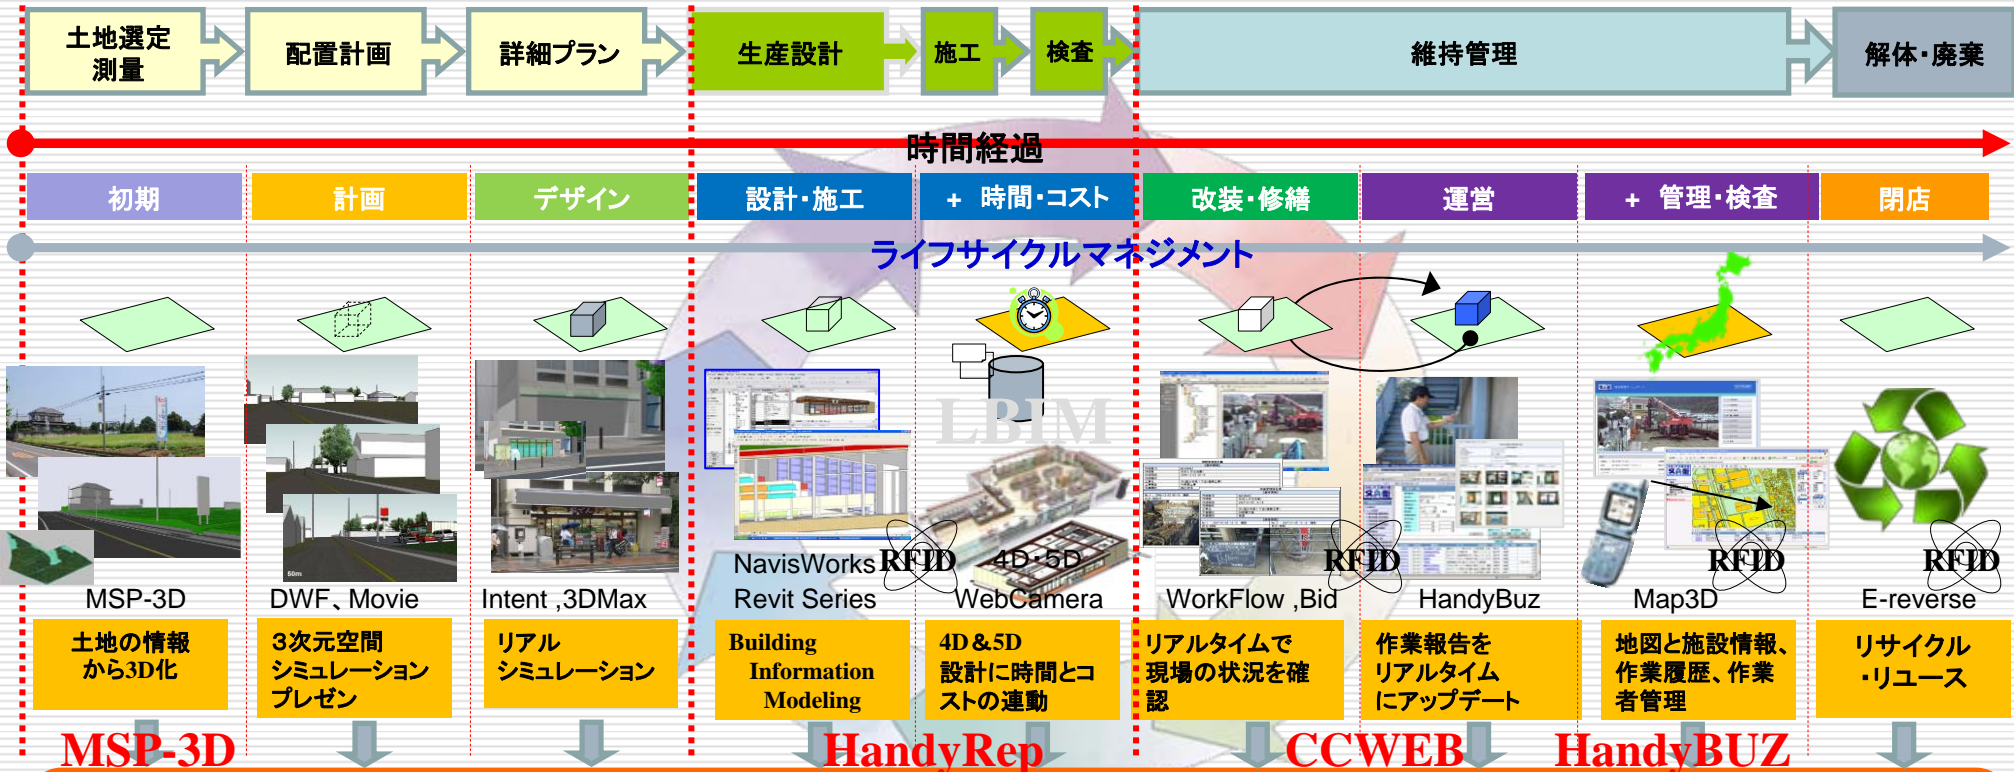 土地選定
測量
配置計画
詳細プラン
生産設計
施工
検査
維持管理
解体・廃棄
時間経過
初期
計画
デザイン
設計・施工
+ 時間・コスト
改装・修繕
運営
+ 管理・検査
閉店
ライフサイクルマネジメント
LBIM
50m
MSP-3D
DWF、Movie
Intent ,3DMax
NavisWorks
Revit Series
RFID
4D・5D
WebCamera
WorkFlow ,Bid
RFID
HandyBuz
Map3D
RFID
E-reverse
RFID
土地の情報
から3D化
3次元空間
シミュレーション
プレゼン
リアル
シミュレーション
Building
Information
Modeling
4D&5D
設計に時間とコ
ストの連動
リアルタイムで
現場の状況を確
認
作業報告を
リアルタイム
にアップデート
地図と施設情報、
作業履歴、作業
者管理
リサイクル
・リユース
MSP-3D
HandyRep
CCWEB
HandyBUZ